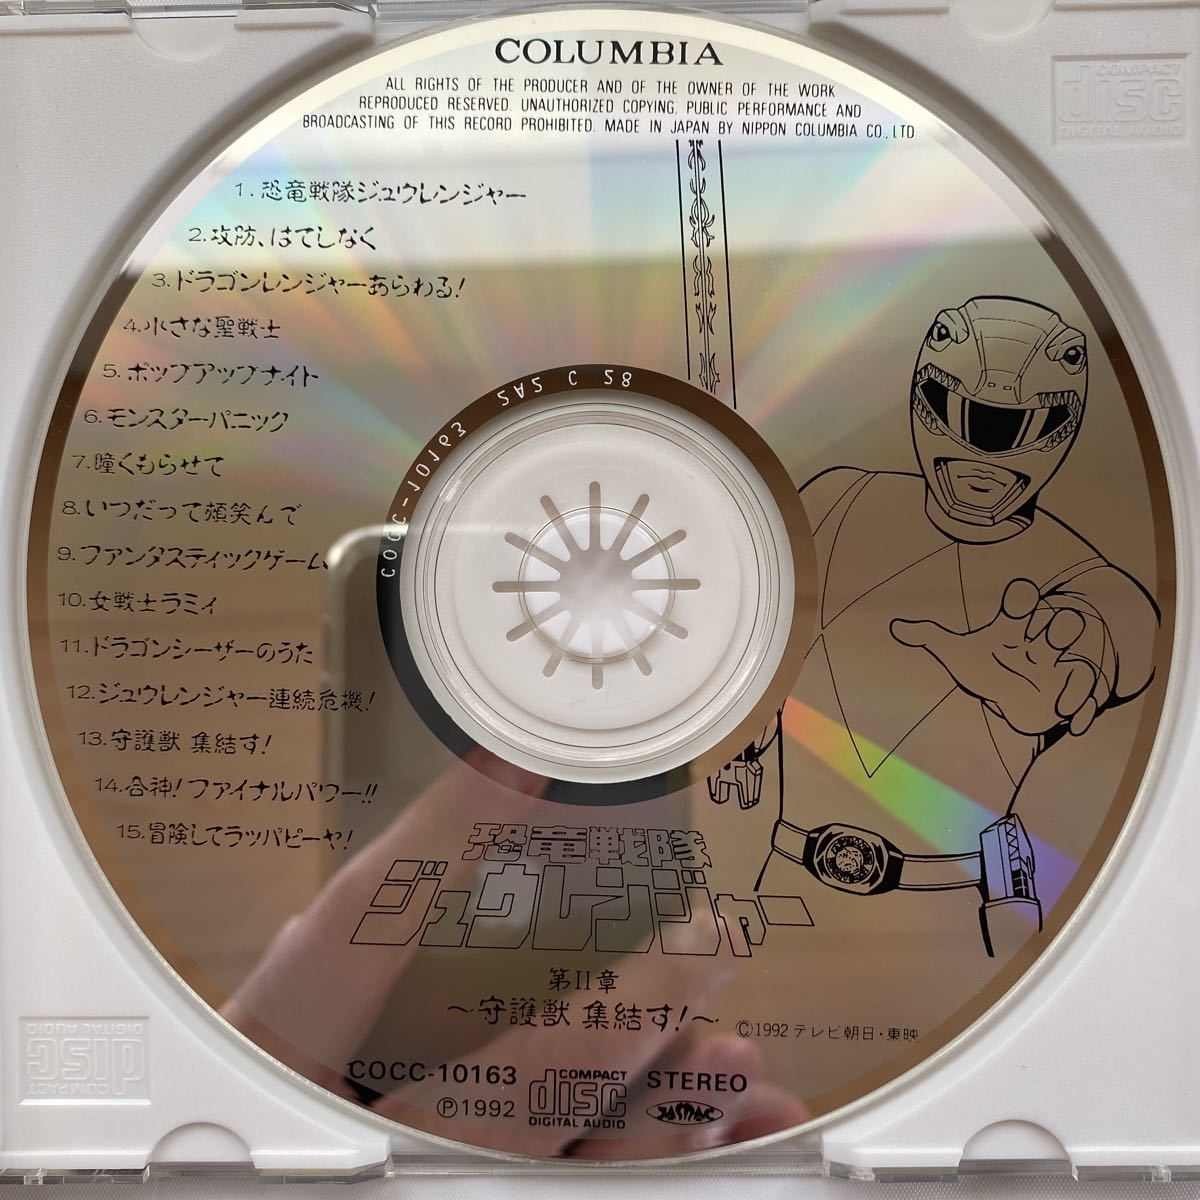 COLUMBIA
ALL RIGHTS OF THE PRODUCER AND OF THE OWNER OF THE WORK
REPRODUCED RESERVED. UNAUTHORIZED COPYING, PUBLIC PERFORMANCE AND
BROADCASTING OF THIS RECORD PROHIBITED. MADE IN JAPAN BY NIPPON COLUMBIA CO., LTD
COMPACT
disc
DIGITAL AUDIO
1. 恐竜戦隊ジュウレンジャー
2. 攻防、はてしなく
3. ドラゴンレンジャーあらわる!
4. 小さな聖戦士
5. ポップアップナイト
6. モンスターパニック
7. 瞳くもらせて
8. いつだって頬笑んで
9. ファンタスティックゲーム
10. 女戦士ラミィ
11. ドラゴンシーザーのうた
12. ジュウレンジャー連続危機!
13. 守護獣 集結す!
14. 合神! ファイナルパワー!!
15. 冒険してラッパピーヤ!
COCC-10163 2A2 C 28
恐竜戦隊
ジュウレンジャー
第II章
〜守護獣 集結す!〜
©1992 テレビ朝日・東映
COCC-10163
℗1992
COMPACT
disc
DIGITAL AUDIO
STEREO
JASRAC
COMPACT
disc
DIGITAL AUDIO